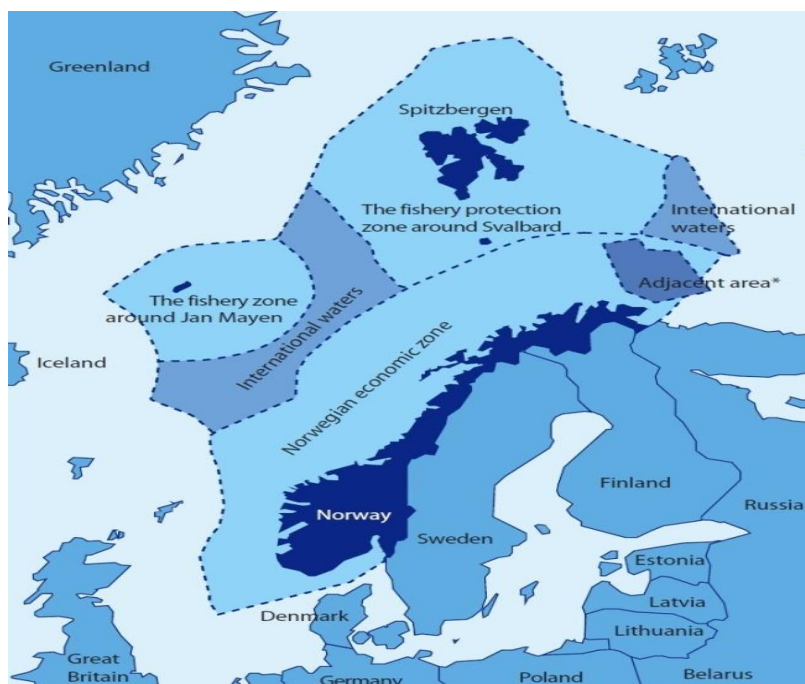 Greenland
Spitzbergen
The fishery protection
zone around Svalbard
International
waters
Adjacent area*
The fishery zone
around Jan Mayen
International waters
Iceland
Norwegian economic zone
Norway
Finland
Russia
Sweden
Estonia
Latvia
Lithuania
Denmark
Great
Britain
Germany
Poland
Belarus